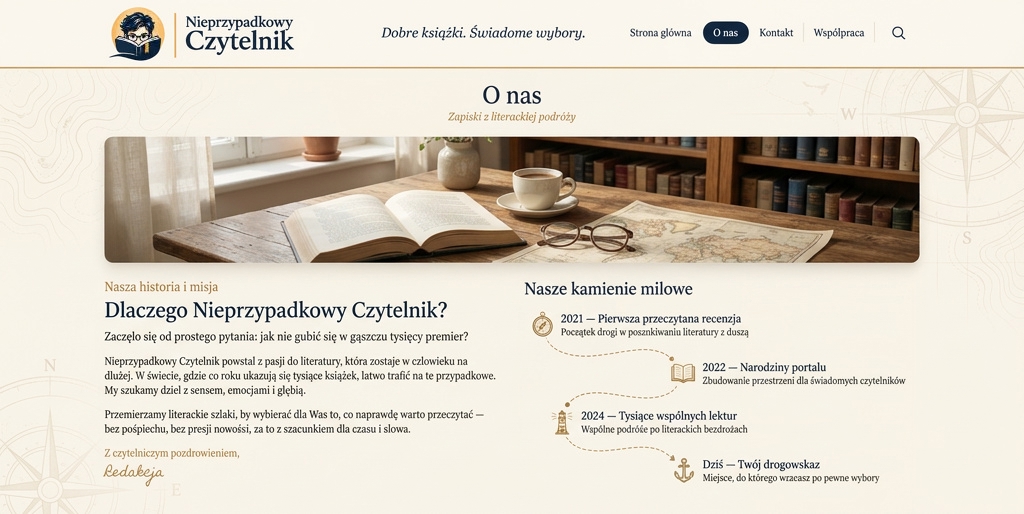 Nieprzypadkowy
Czytelnik
Dobre książki. Świadome wybory.
Strona główna
O nas
Kontakt
Współpraca
O nas
Zapiski z literackiej podróży
W
S
N
E
Nasza historia i misja
Dlaczego Nieprzypadkowy Czytelnik?
Zaczęło się od prostego pytania: jak nie gubić się w gąszczu tysięcy premier?
Nieprzypadkowy Czytelnik powstal z pasji do literatury, która zostaje w człowieku na
dłużej. W świecie, gdzie co roku ukazują się tysiące książek, latwo trafić na te przypadkowe.
My szukamy dziel z sensem, emocjami i głębią.
Przemierzamy literackie szlaki, by wybierać dla Was to, co naprawdę warto przeczytać —
bez pośpiechu, bez presji nowości, za to z szacunkiem dla czasu i slowa.
Z czytelniczym pozdrowieniem,
Redakcja
Nasze kamienie milowe
2021 — Pierwsza przeczytana recenzja
Początek drogi w posznkiwaniu literatury z duszą
2022 — Narodziny portalu
Zbudowanie przestrzeni dla świadomych czytelników
2024 — Tysiące wspólnych lektur
Wspólne podróże po literackich bezdrożach
Dziś — Twój drogowskaz
Miejsce, do którego wzacasz po pewne wybory